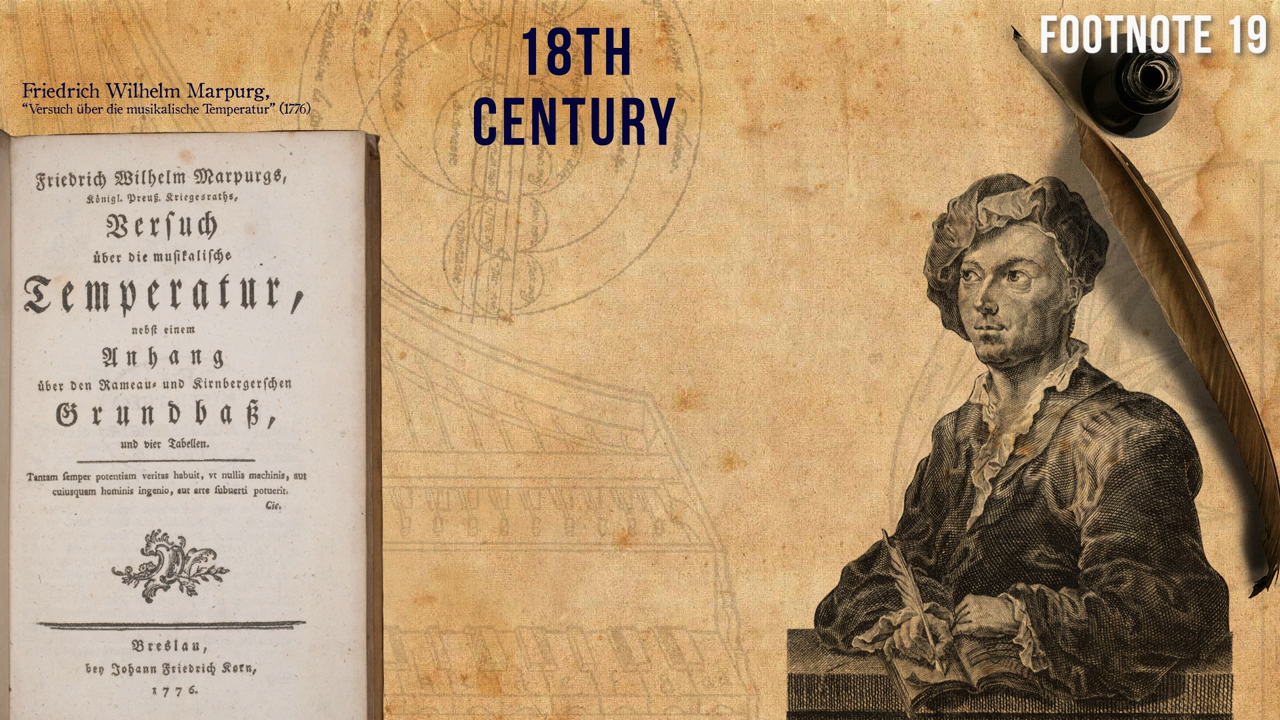 FOOTNOTE 19
18TH
CENTURY
Friedrich Wilhelm Marpurg,
“Versuch über die musikalische Temperatur” (1776)
Friedrich Wilhelm Marpurgs,
Königl. Preuß. Kriegesraths,
Versuch
über die musikalische
Temperatur,
nebst einem
Anhang
über den Rameau- und Kirnbergerschen
Grundbaß,
und vier Tabellen.
Tantam semper potentiam veritas habuit, vt nullis machinis, aut
cuiusquam hominis ingenio, aut arte subuerti potuerit.
Cic.
Breslau,
bey Johann Friedrich Korn,
1776.